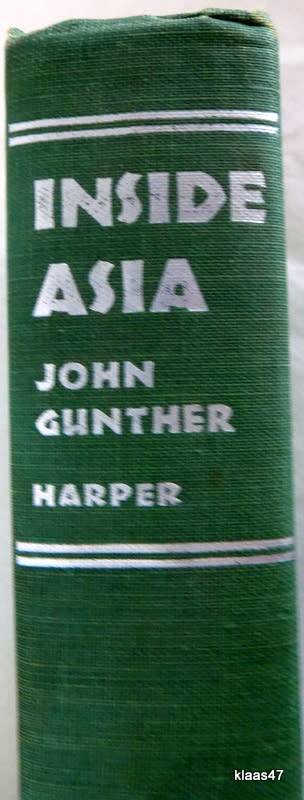 INSIDE
ASIA
JOHN
GUNTHER
HARPER
klaas47